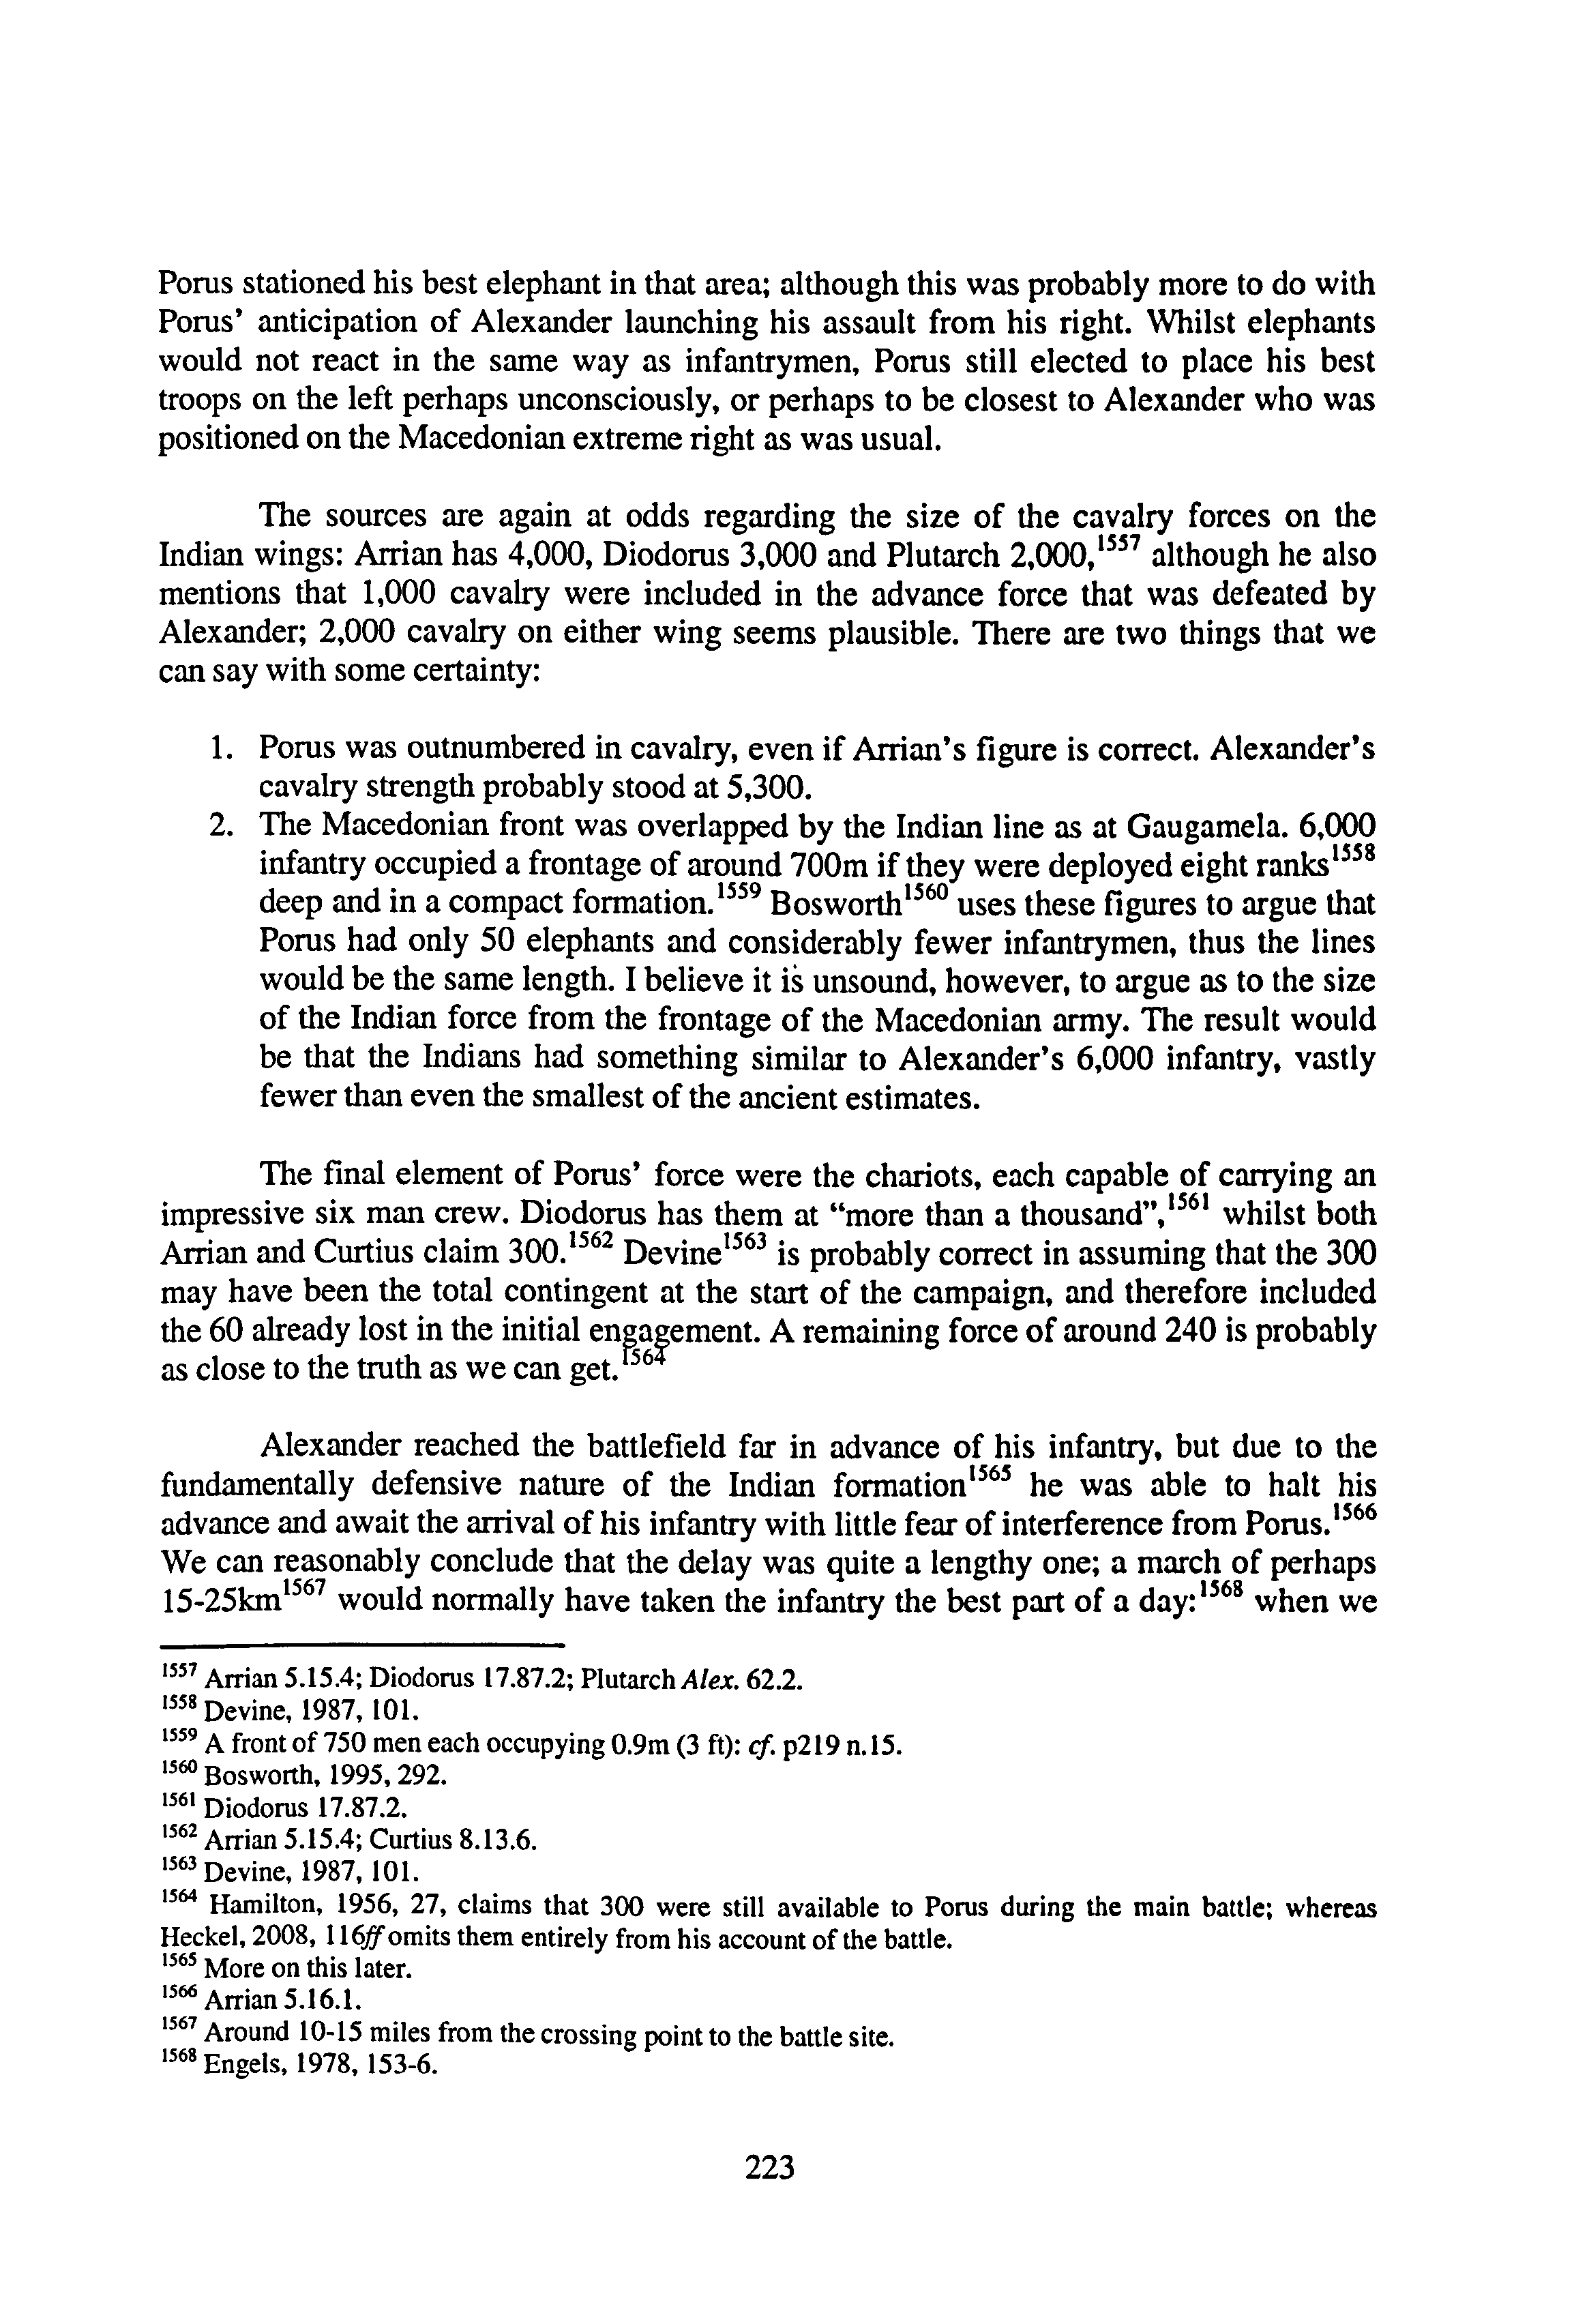 Porus stationed his best elephant in that area; although this was probably more to do with
Porus' anticipation of Alexander launching his assault from his right. Whilst elephants
would not react in the same way as infantrymen, Porus still elected to place his best
troops on the left perhaps unconsciously, or perhaps to be closest to Alexander who was
positioned on the Macedonian extreme right as was usual.
The sources are again at odds regarding the size of the cavalry forces on the
Indian wings: Arrian has 4,000, Diodorus 3,000 and Plutarch 2,000,1557 although he also
mentions that 1,000 cavalry were included in the advance force that was defeated by
Alexander; 2,000 cavalry on either wing seems plausible. There are two things that we
can say with some certainty:
1. Porus was outnumbered in cavalry, even if Arrian's figure is correct. Alexander's
cavalry strength probably stood at 5,300.
2. The Macedonian front was overlapped by the Indian line as at Gaugamela. 6,000
infantry occupied a frontage of around 700m if they were deployed eight ranks1558
deep and in a compact formation.1559 Bosworth1560 uses these figures to argue that
Porus had only 50 elephants and considerably fewer infantrymen, thus the lines
would be the same length. I believe it is unsound, however, to argue as to the size
of the Indian force from the frontage of the Macedonian army. The result would
be that the Indians had something similar to Alexander's 6,000 infantry, vastly
fewer than even the smallest of the ancient estimates.
The final element of Porus' force were the chariots, each capable of carrying an
impressive six man crew. Diodorus has them at "more than a thousand",1561 whilst both
Arrian and Curtius claim 300.1562 Devine1563 is probably correct in assuming that the 300
may have been the total contingent at the start of the campaign, and therefore included
the 60 already lost in the initial engagement. A remaining force of around 240 is probably
as close to the truth as we can get.1564
Alexander reached the battlefield far in advance of his infantry, but due to the
fundamentally defensive nature of the Indian formation1565 he was able to halt his
advance and await the arrival of his infantry with little fear of interference from Porus.1566
We can reasonably conclude that the delay was quite a lengthy one; a march of perhaps
15-25km1567 would normally have taken the infantry the best part of a day:1568 when we
1557 Arrian 5.15.4; Diodorus 17.87.2; Plutarch Alex. 62.2.
1558 Devine, 1987, 101.
1559 A front of 750 men each occupying 0.9m (3 ft): cf. p219 n.15.
1560 Bosworth, 1995, 292.
1561 Diodorus 17.87.2.
1562 Arrian 5.15.4; Curtius 8.13.6.
1563 Devine, 1987, 101.
1564 Hamilton, 1956, 27, claims that 300 were still available to Porus during the main battle; whereas
Heckel, 2008, 116ff omits them entirely from his account of the battle.
1565 More on this later.
1566 Arrian 5.16.1.
1567 Around 10-15 miles from the crossing point to the battle site.
1568 Engels, 1978, 153-6.
223